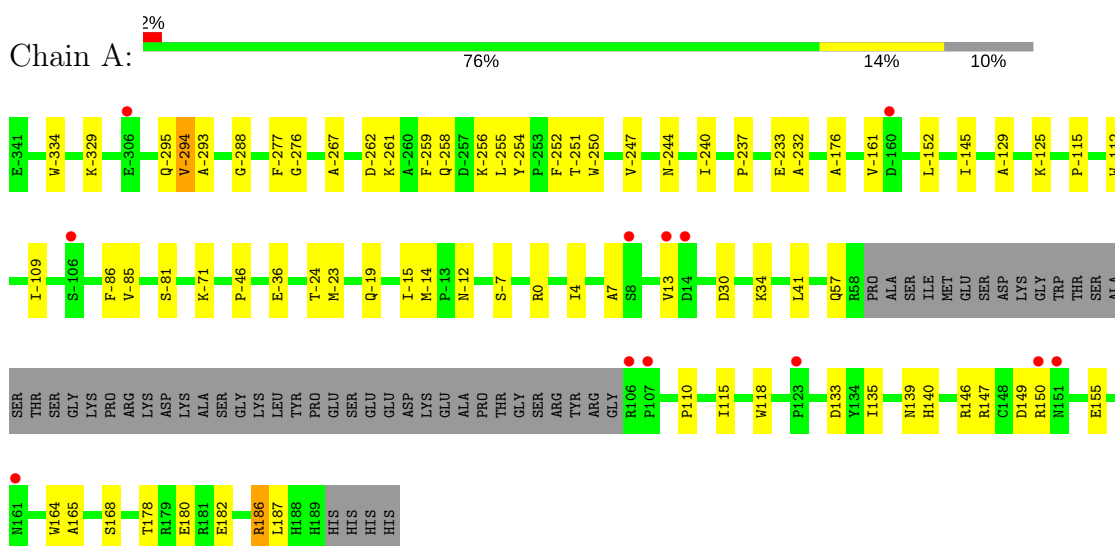 2%
Chain A:
76% 14% 10%
E-341 W-334 K-329 E-306 Q-295 V-294 A-293 G-288 F-277 G-276 A-267 D-262 K-261 A-260 F-259 Q-258 D-257 K-256 L-255 Y-254 P-253 F-252 T-251 W-250 V-247 N-244 I-240 P-237 E-233 A-232 A-176 V-161 D-160 L-152 I-145 A-129 K-125 P-115 W-112
I-109 S-106 F-86 V-85 S-81 K-71 P-46 E-36 T-24 M-23 Q-19 I-15 M-14 P-13 N-12 S-7 R0 I4 A7 S8 V13 D14 D30 K34 L41 Q57 R58 PRO ALA SER ILE MET GLU SER ASP LYS GLY TRP THR SER ALA
SER THR SER GLY LYS PRO ARG LYS ASP LYS ALA SER GLY LYS LEU TYR PRO GLU SER GLU GLU ASP LYS GLU ALA PRO THR GLY SER ARG TYR ARG GLY R106 P107 P110 I115 W118 P123 D133 Y134 I135 N139 H140 R146 R147 C148 D149 R150 N151 E155
N161 W164 A165 S168 T178 R179 E180 R181 E182 R186 L187 H188 H189 HIS HIS HIS HIS